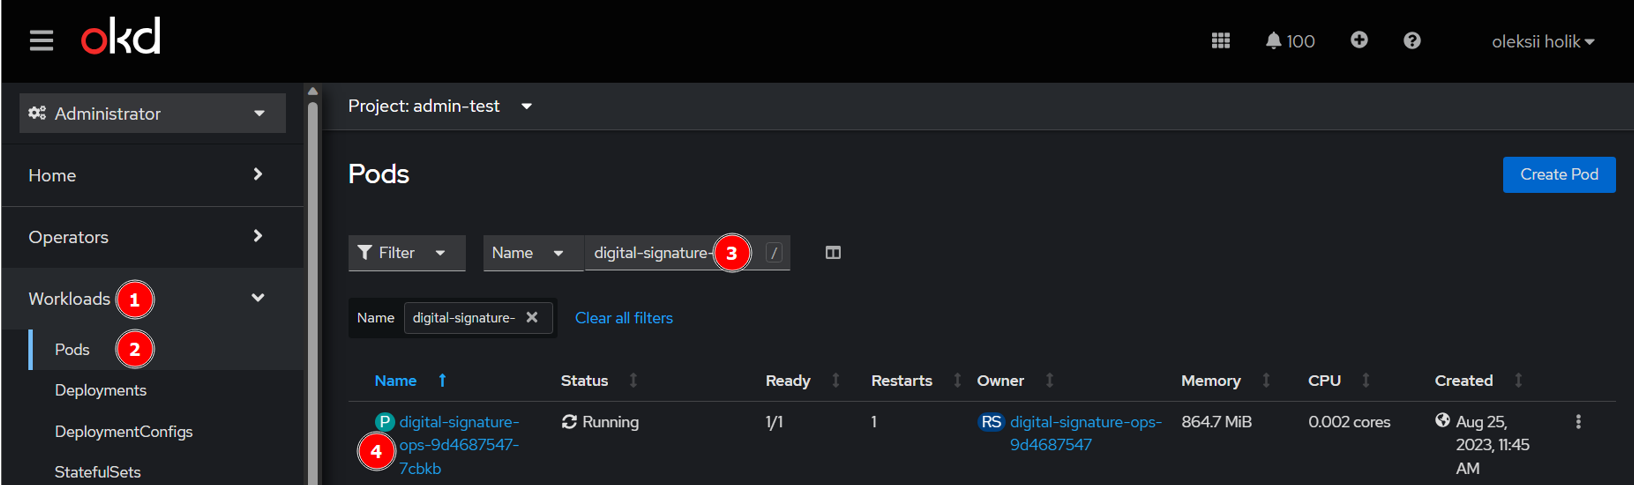 okd
100
oleksii holik
Administrator
Project: admin-test
Home
Pods
Create Pod
Operators
Filter
Name
digital-signature-
3
/
Workloads
1
Name
digital-signature-
Clear all filters
Pods
2
Name
Status
Ready
Restarts
Owner
Memory
CPU
Created
Deployments
P
digital-signature-
ops-9d4687547-
7cbkb
4
Running
1/1
1
RS
digital-signature-ops-
9d4687547
864.7 MiB
0.002 cores
Aug 25,
2023, 11:45
AM
DeploymentConfigs
StatefulSets